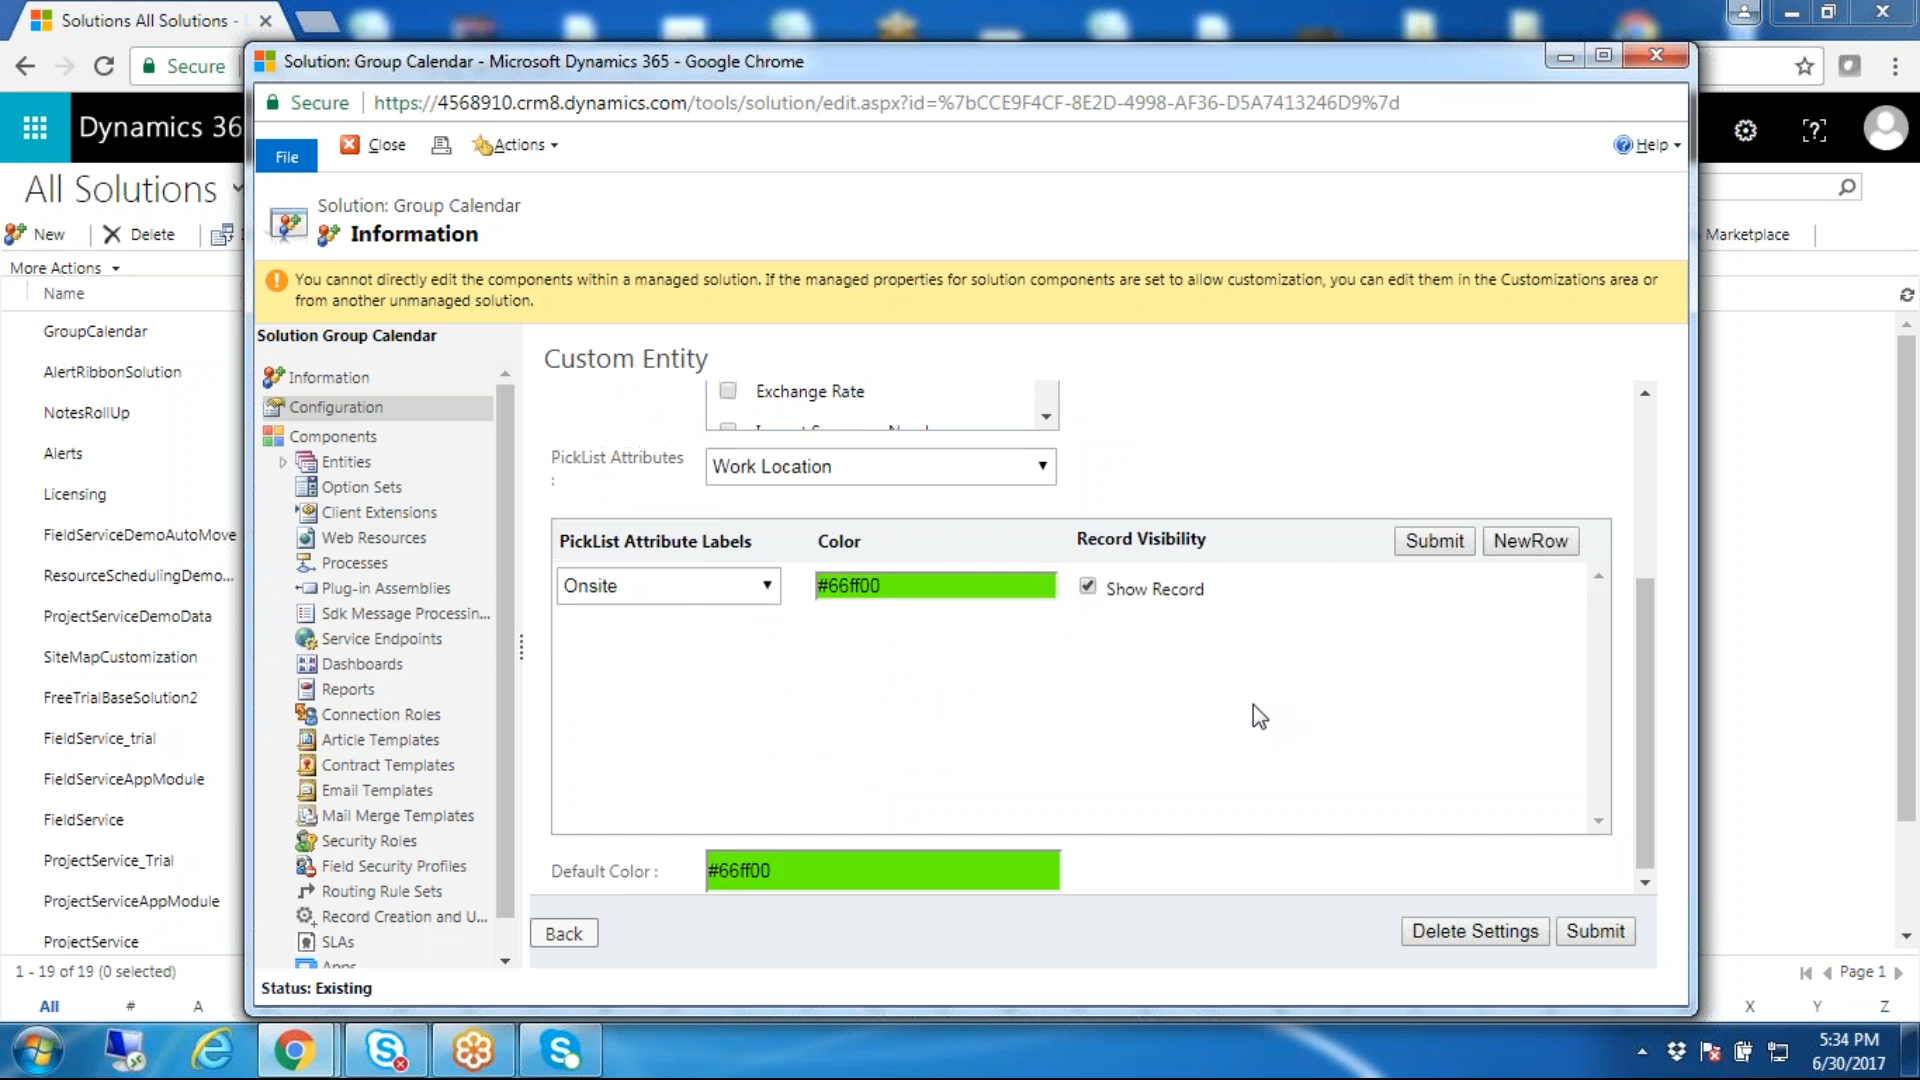 Solutions All Solutions -
Secure
Solution: Group Calendar - Microsoft Dynamics 365 - Google Chrome
Secure https://4568910.crm8.dynamics.com/tools/solution/edit.aspx?id=%7bCCE9F4CF-8E2D-4998-AF36-D5A7413246D9%7d
Dynamics 36
File
Close
Actions
Help
All Solutions
Solution: Group Calendar
Information
New
Delete
Marketplace
More Actions
You cannot directly edit the components within a managed solution. If the managed properties for solution components are set to allow customization, you can edit them in the Customizations area or
from another unmanaged solution.
Name
GroupCalendar
AlertRibbonSolution
NotesRollUp
Alerts
Licensing
FieldServiceDemoAutoMove
ResourceSchedulingDemo...
ProjectServiceDemoData
SiteMapCustomization
FreeTrialBaseSolution2
FieldService_trial
FieldServiceAppModule
FieldService
ProjectService_Trial
ProjectServiceAppModule
ProjectService
1 - 19 of 19 (0 selected)
All # A
Solution Group Calendar
Information
Configuration
Components
Entities
Option Sets
Client Extensions
Web Resources
Processes
Plug-in Assemblies
Sdk Message Processin...
Service Endpoints
Dashboards
Reports
Connection Roles
Article Templates
Contract Templates
Email Templates
Mail Merge Templates
Security Roles
Field Security Profiles
Routing Rule Sets
Record Creation and U...
SLAs
Apps
Custom Entity
Exchange Rate
PickList Attributes
:
Work Location
PickList Attribute Labels Color Record Visibility Submit NewRow
Onsite #66ff00 Show Record
Default Color : #66ff00
Back
Delete Settings
Submit
Status: Existing
Page 1
X Y Z
5:34 PM
6/30/2017